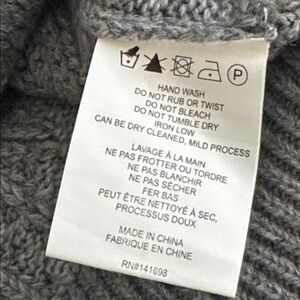 P
HAND WASH
DO NOT RUB OR TWIST
DO NOT BLEACH
DO NOT TUMBLE DRY
IRON LOW
CAN BE DRY CLEANED, MILD PROCESS
LAVAGE À LA MAIN
NE PAS FROTTER OU TORDRE
NE PAS BLANCHIR
NE PAS SÉCHER
FER BAS
PEUT ÊTRE NETTOYÉ À SEC,
PROCESSUS DOUX
MADE IN CHINA
FABRIQUE EN CHINE
RN#141698